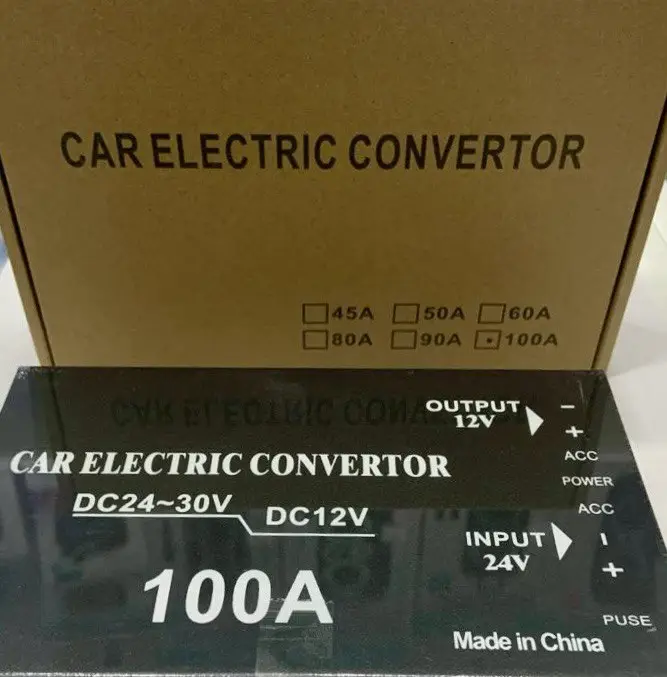 CAR ELECTRIC CONVERTOR
45A 50A 60A
80A 90A 100A
CAR ELECTRIC CONVERTOR
DC24~30V
DC12V
100A
OUTPUT
12V
-
+
ACC
POWER
ACC
INPUT
24V
-
+
PUSE
Made in China